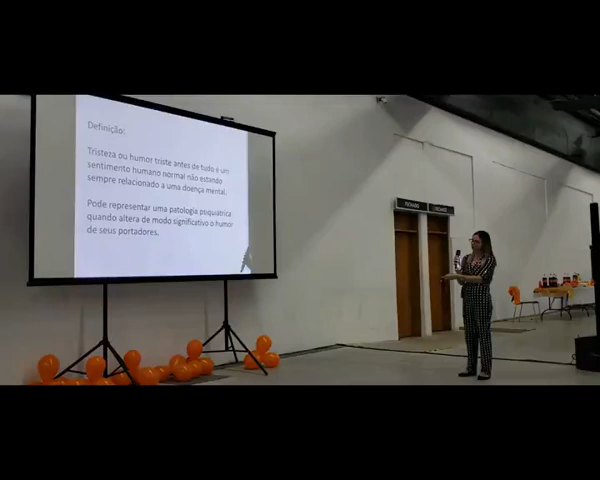 Definição:
Tristeza ou humor triste antes de tudo é um
sentimento humano normal não estando
sempre relacionado a uma doença mental.
Pode representar uma patologia psiquiátrica
quando altera de modo significativo o humor
de seus portadores.